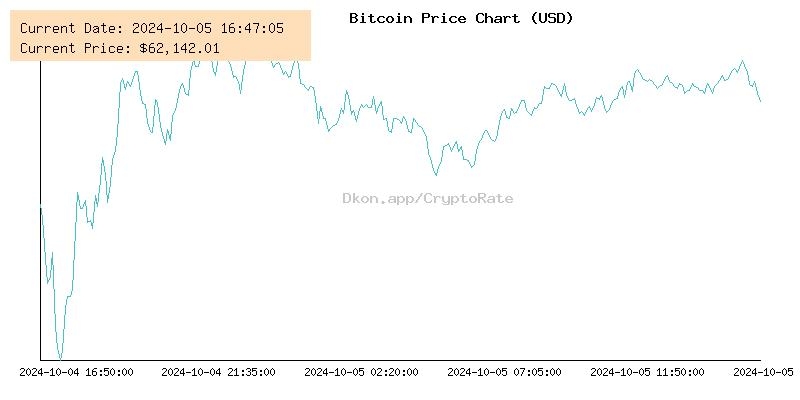 Bitcoin Price Chart (USD)
Current Date: 2024-10-05 16:47:05
Current Price: $62,142.01
Dkon.app/CryptoRate
2024-10-04 16:50:00
2024-10-04 21:35:00
2024-10-05 02:20:00
2024-10-05 07:05:00
2024-10-05 11:50:00
2024-10-05